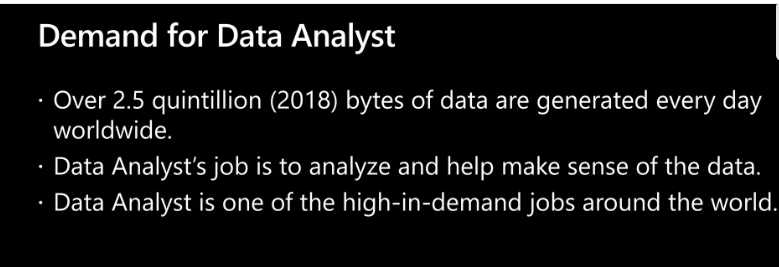 Demand for Data Analyst
· Over 2.5 quintillion (2018) bytes of data are generated every day
worldwide.
· Data Analyst’s job is to analyze and help make sense of the data.
· Data Analyst is one of the high-in-demand jobs around the world.